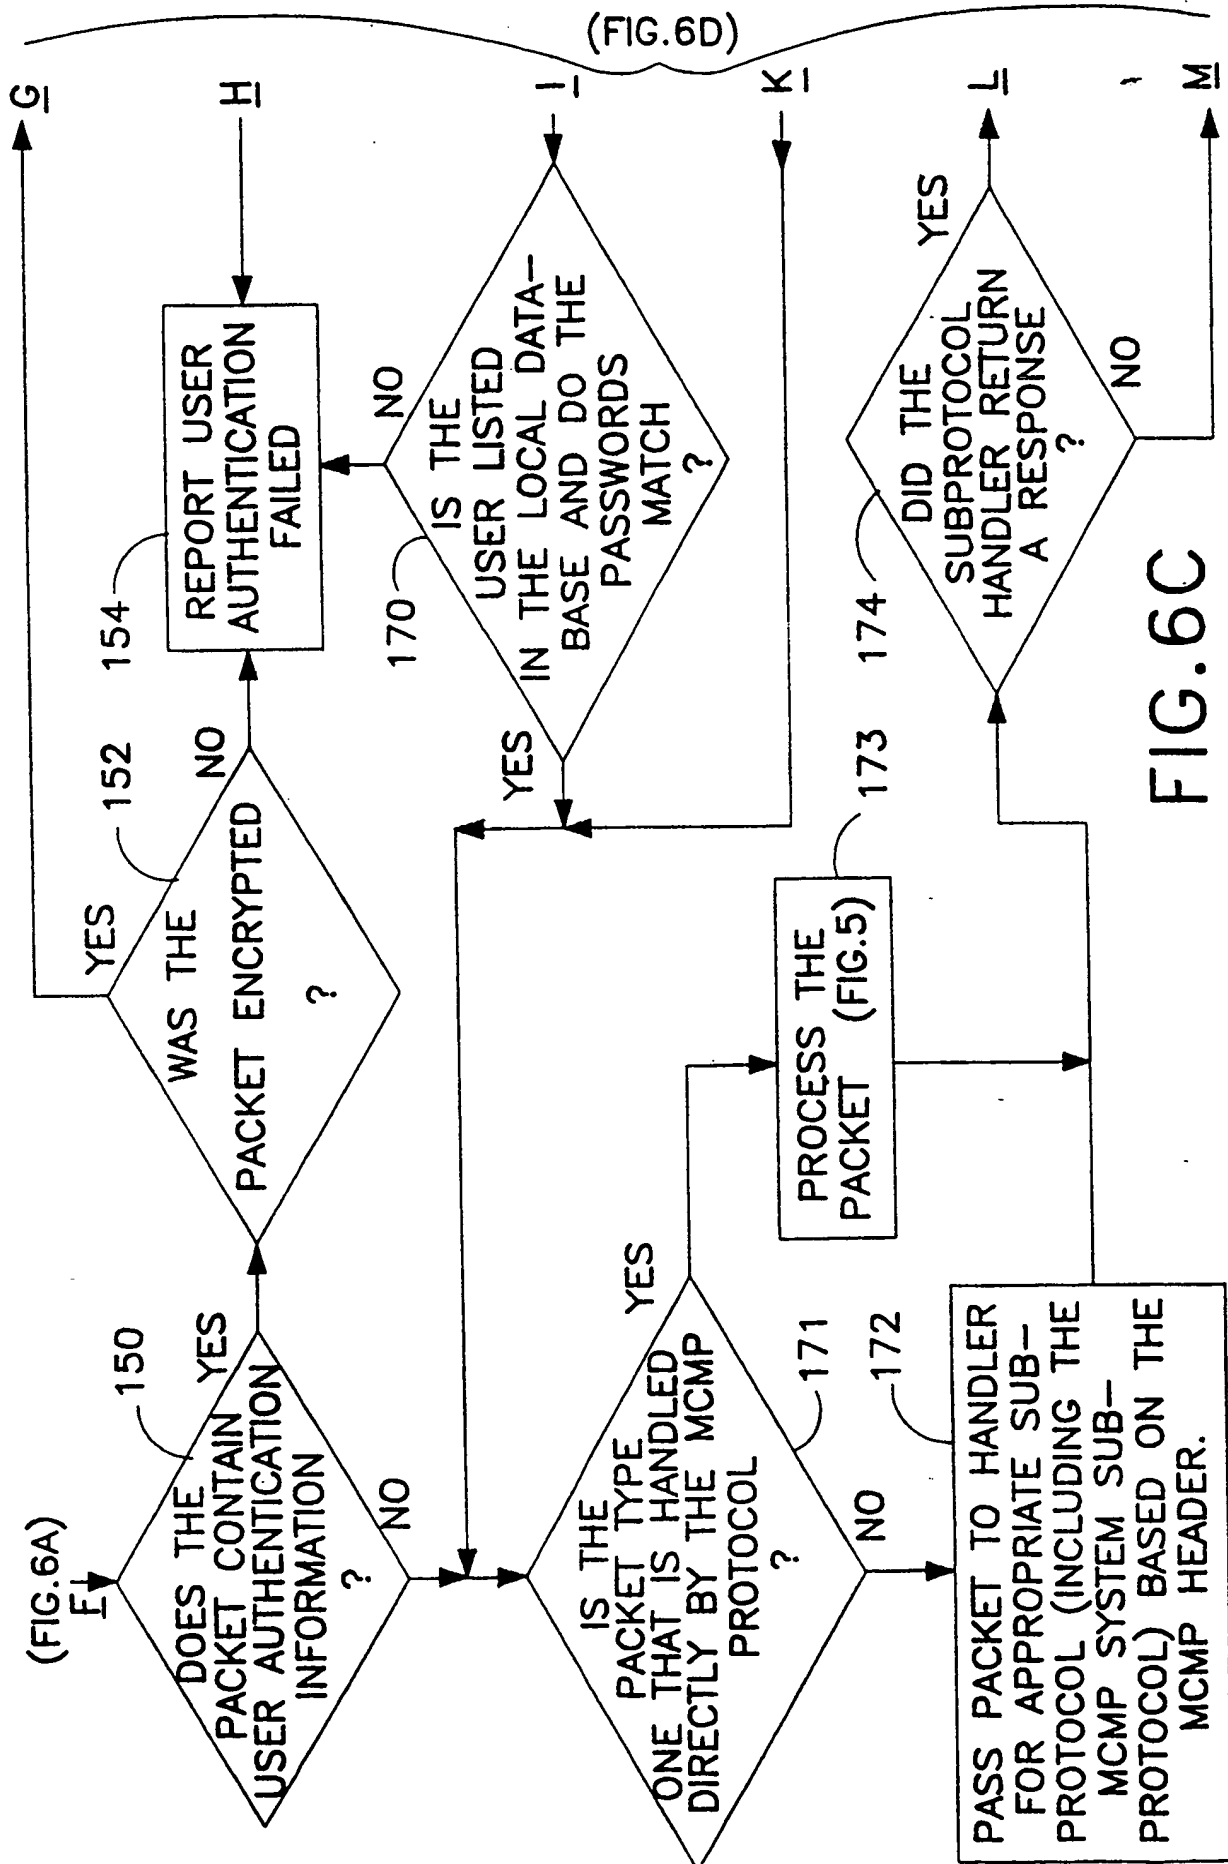 (FIG.6A)
F
DOES THE
PACKET CONTAIN
USER AUTHENTICATION
INFORMATION
?
150
YES
NO
WAS THE
PACKET ENCRYPTED
?
152
YES
NO
G
REPORT USER
AUTHENTICATION
FAILED
154
H
IS THE
USER LISTED
IN THE LOCAL DATA-
BASE AND DO THE
PASSWORDS
MATCH
?
170
NO
YES
I
K
(FIG.6D)
IS THE
PACKET TYPE
ONE THAT IS HANDLED
DIRECTLY BY THE MCMP
PROTOCOL
?
171
YES
NO
PROCESS THE
PACKET (FIG.5)
173
PASS PACKET TO HANDLER
FOR APPROPRIATE SUB-
PROTOCOL (INCLUDING THE
MCMP SYSTEM SUB-
PROTOCOL) BASED ON THE
MCMP HEADER.
172
DID THE
SUBPROTOCOL
HANDLER RETURN
A RESPONSE
?
174
YES
NO
L
M
FIG.6C